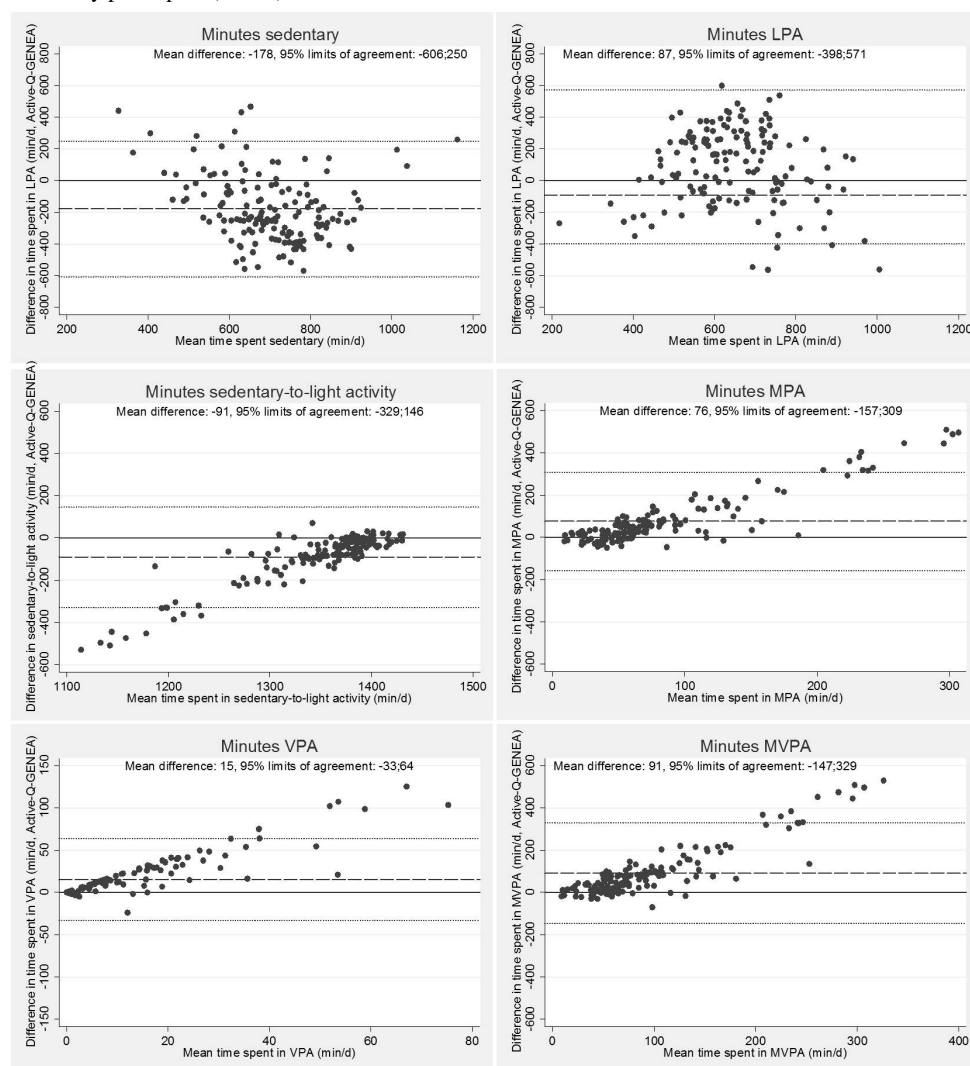 Minutes sedentary
Mean difference: -178, 95% limits of agreement: -606;250
Difference in time spent in LPA (min/d, Active-Q-GENEA)
800
600
400
200
0
-200
-400
-600
-800
200 400 600 800 1000 1200
Mean time spent sedentary (min/d)
Minutes LPA
Mean difference: 87, 95% limits of agreement: -398;571
Difference in time spent in LPA (min/d, Active-Q-GENEA)
800
600
400
200
0
-200
-400
-600
-800
200 400 600 800 1000 1200
Mean time spent in LPA (min/d)
Minutes sedentary-to-light activity
Mean difference: -91, 95% limits of agreement: -329;146
Difference in sedentary-to-light activity (min/d, Active-Q-GENEA)
600
400
200
0
-200
-400
-600
1100 1200 1300 1400 1500
Mean time spent in sedentary-to-light activity (min/d)
Minutes MPA
Mean difference: 76, 95% limits of agreement: -157;309
Difference in time spent in MPA (min/d, Active-Q-GENEA)
600
400
200
0
-200
-400
-600
0 100 200 300
Mean time spent in MPA (min/d)
Minutes VPA
Mean difference: 15, 95% limits of agreement: -33;64
Difference in time spent in VPA (min/d, Active-Q-GENEA)
150
100
50
0
-50
-100
-150
0 20 40 60 80
Mean time spent in VPA (min/d)
Minutes MVPA
Mean difference: 91, 95% limits of agreement: -147;329
Difference in time spent in MVPA (min/d, Active-Q-GENEA)
600
400
200
0
-200
-400
-600
0 100 200 300 400
Mean time spent in MVPA (min/d)